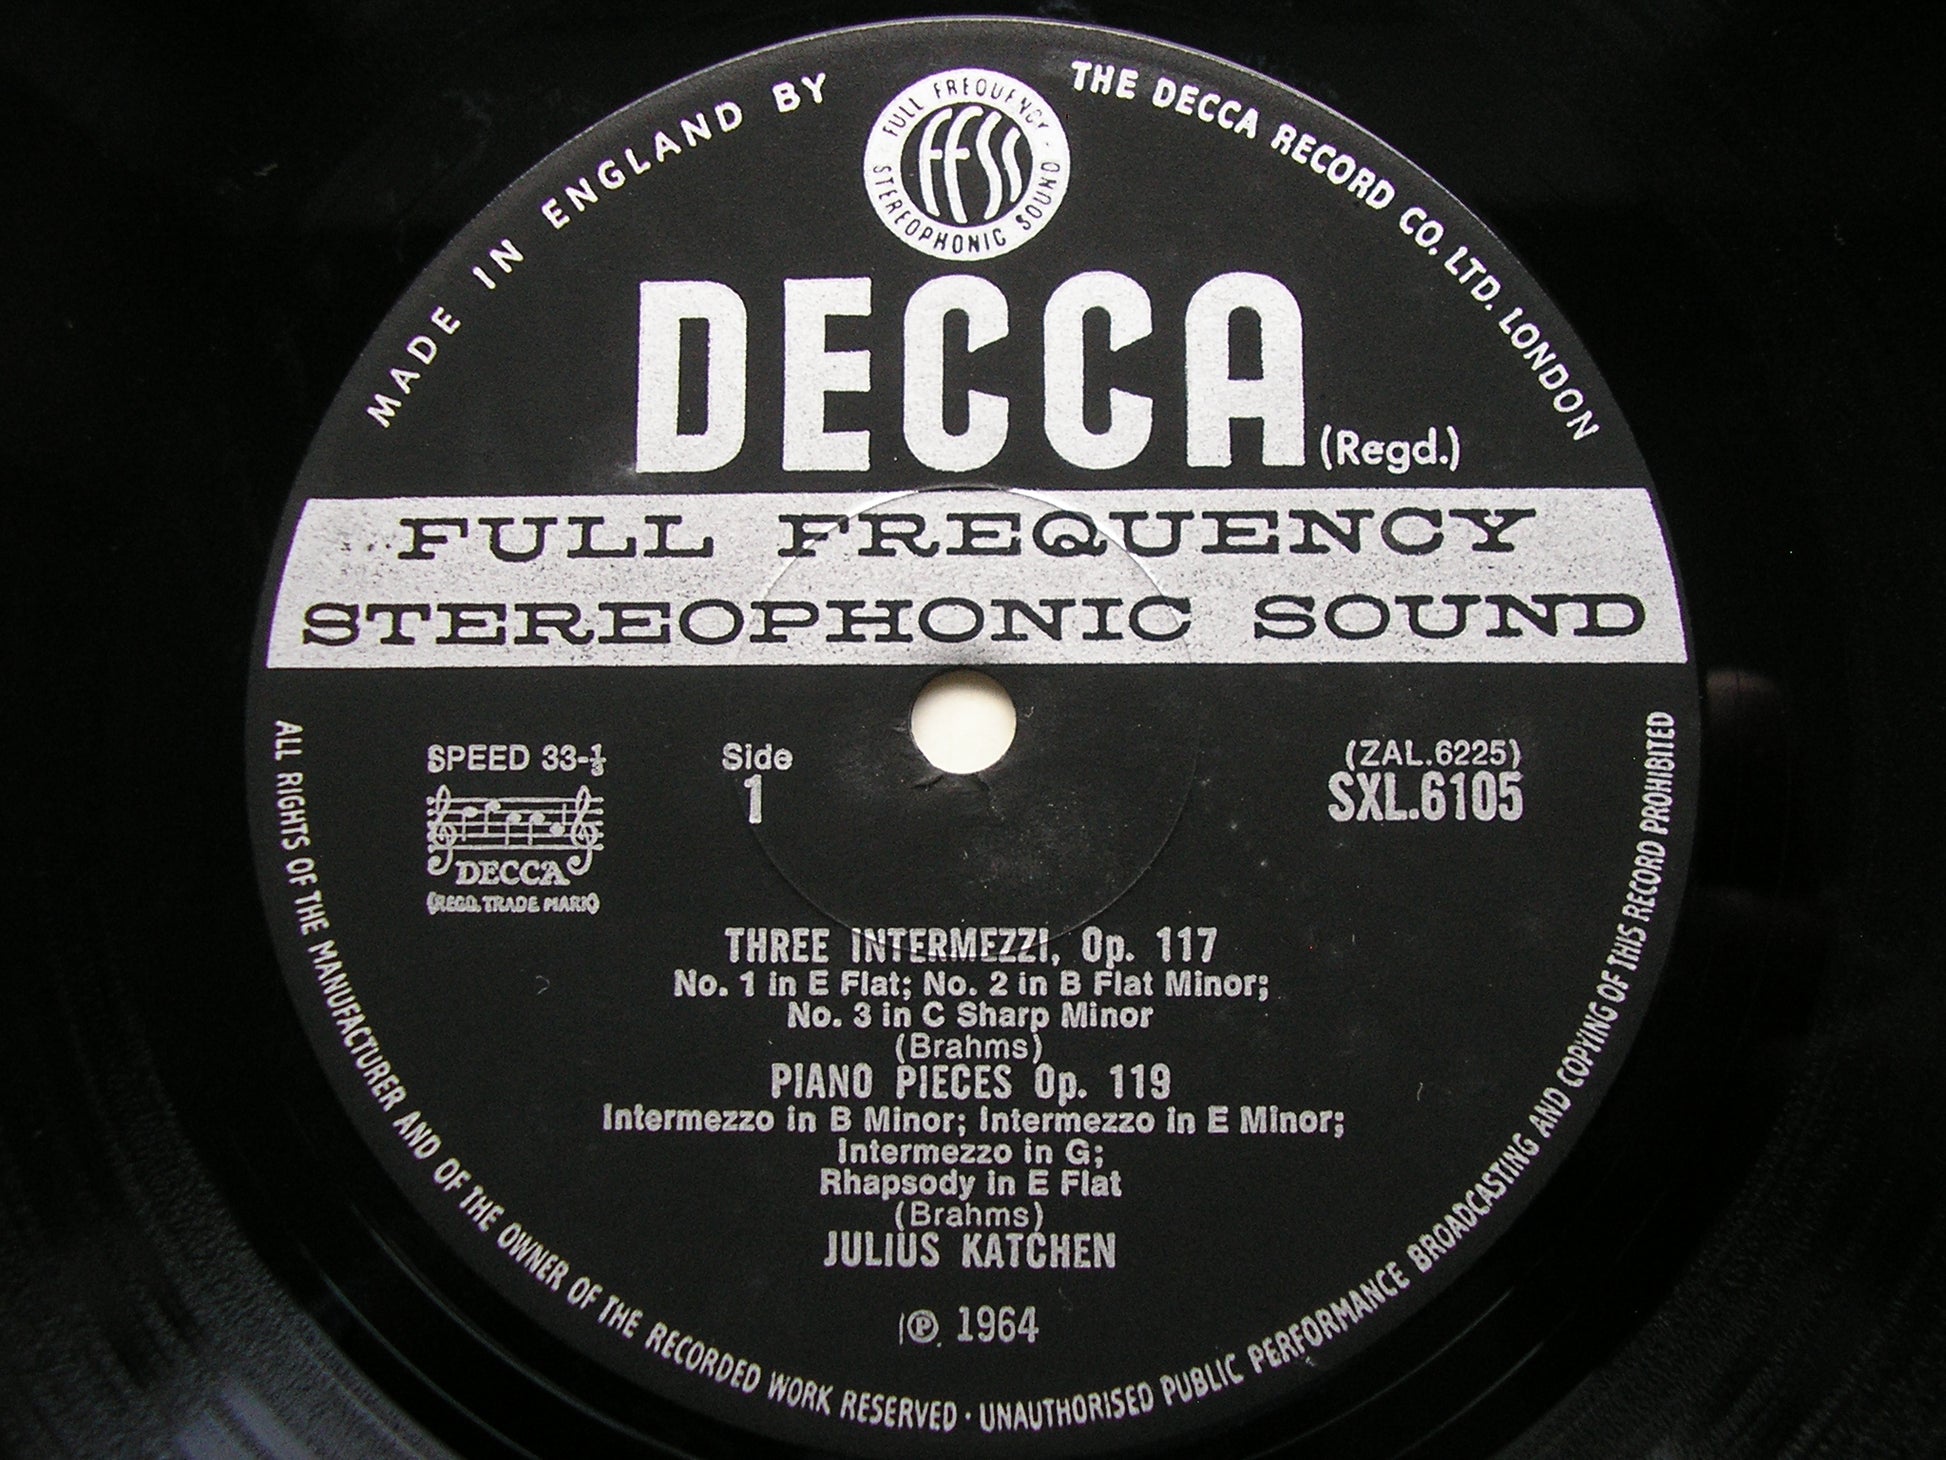 MADE IN ENGLAND BY
THE DECCA RECORD CO. LTD. LONDON
FULL FREQUENCY
FFSS
STEREOPHONIC SOUND
DECCA (Regd.)
FULL FREQUENCY
STEREOPHONIC SOUND
SPEED 33-⅓
DECCA
(REGD. TRADE MARK)
Side
1
(ZAL.6225)
SXL.6105
THREE INTERMEZZI, Op. 117
No. 1 in E Flat; No. 2 in B Flat Minor;
No. 3 in C Sharp Minor
(Brahms)
PIANO PIECES Op. 119
Intermezzo in B Minor; Intermezzo in E Minor;
Intermezzo in G;
Rhapsody in E Flat
(Brahms)
JULIUS KATCHEN
℗ 1964
ALL RIGHTS OF THE MANUFACTURER AND OF THE OWNER OF THE RECORDED WORK RESERVED · UNAUTHORISED PUBLIC PERFORMANCE BROADCASTING AND COPYING OF THIS RECORD PROHIBITED